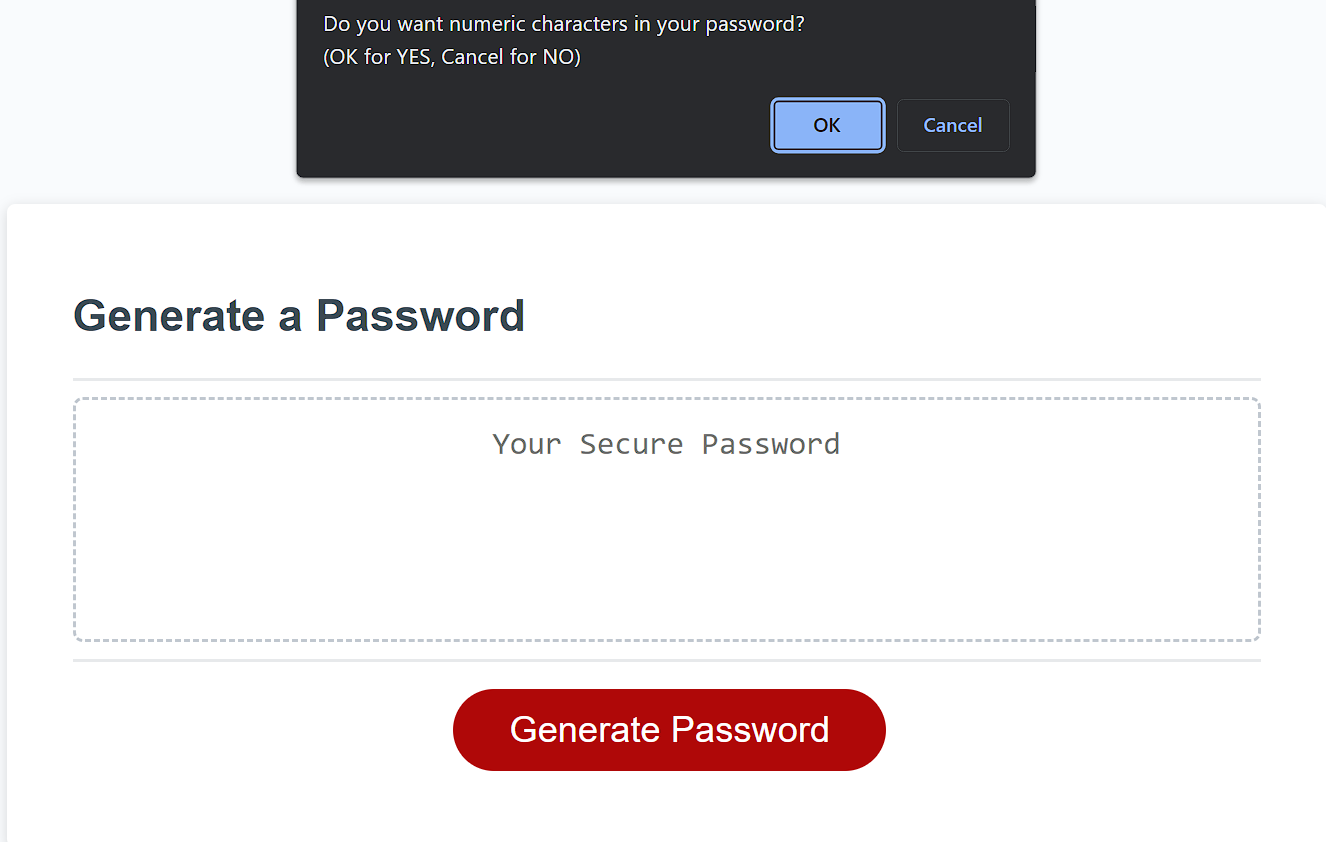 Do you want numeric characters in your password?
(OK for YES, Cancel for NO)
OK Cancel
Generate a Password
Your Secure Password
Generate Password